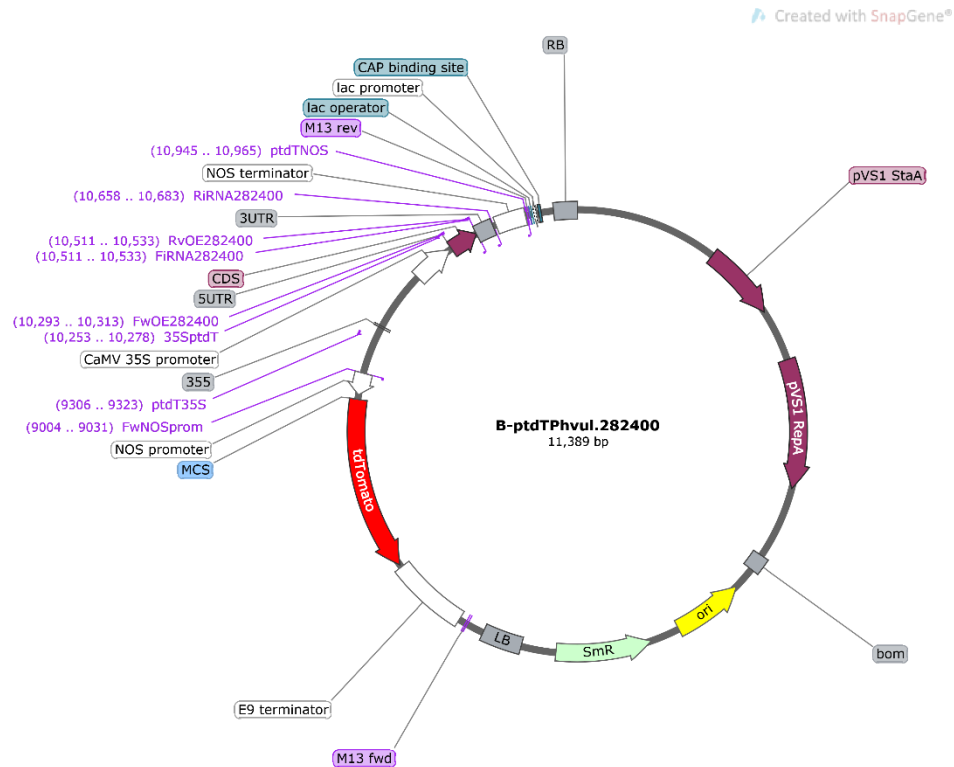 Created with SnapGene®
RB
CAP binding site
lac promoter
lac operator
M13 rev
(10,945 .. 10,965) ptdTNOS
NOS terminator
(10,658 .. 10,683) RiRNA282400
3UTR
(10,511 .. 10,533) RvOE282400
(10,511 .. 10,533) FiRNA282400
CDS
5UTR
(10,293 .. 10,313) FwOE282400
(10,253 .. 10,278) 35SptdT
CaMV 35S promoter
355
(9306 .. 9323) ptdT35S
(9004 .. 9031) FwNOSprom
NOS promoter
MCS
tdTomato
pVS1 StaA
pVS1 RepA
B-ptdTPhvul.282400
11,389 bp
bom
ori
SmR
LB
E9 terminator
M13 fwd